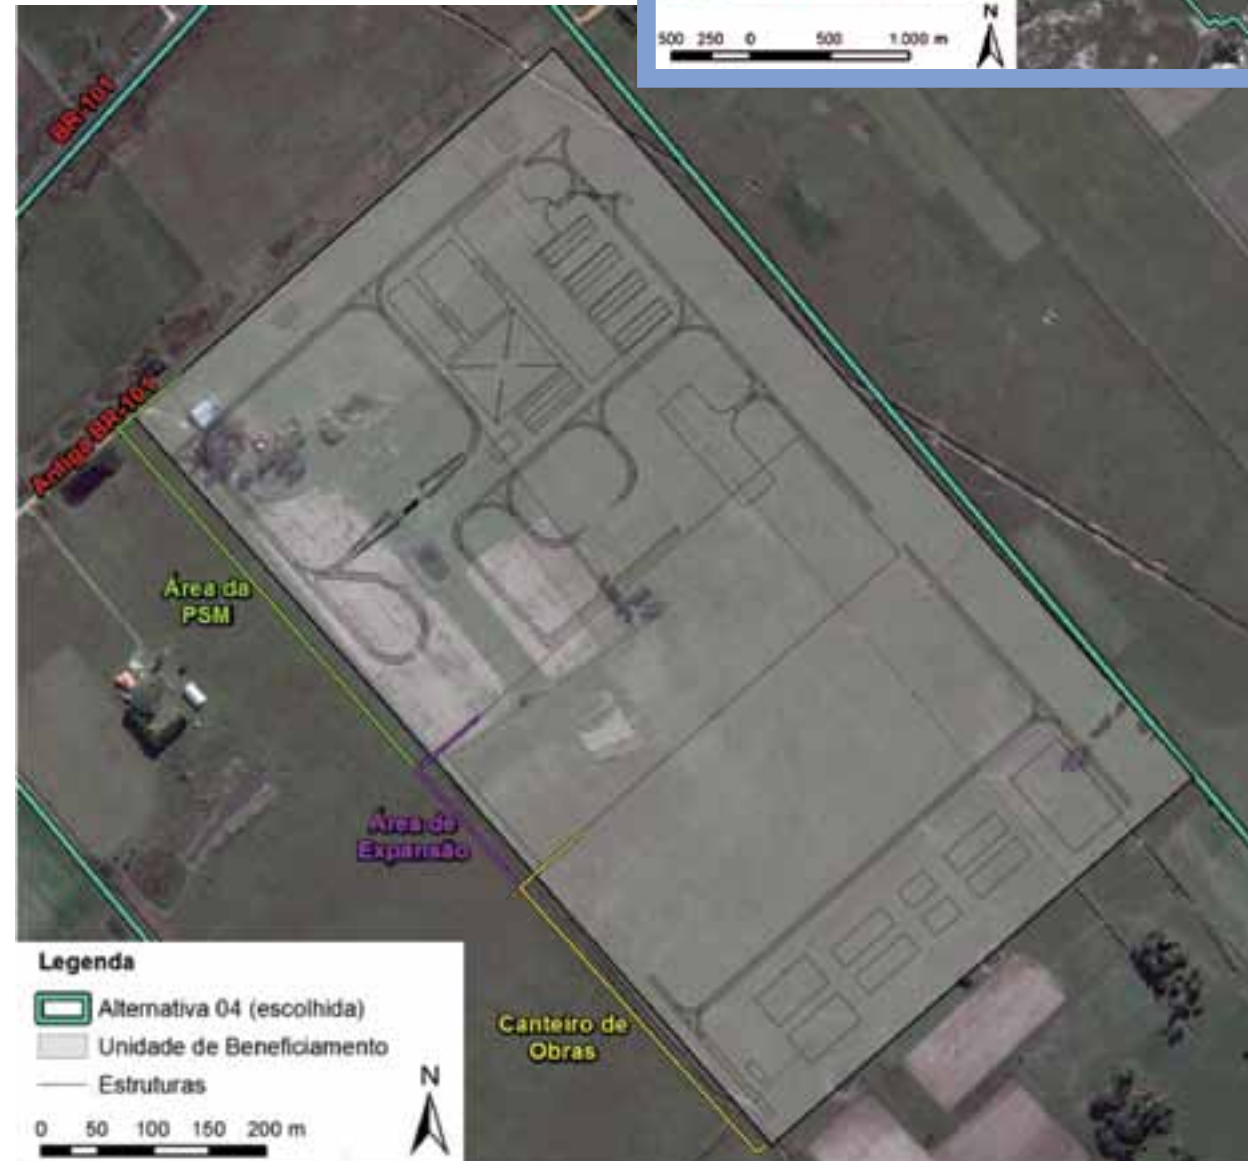 N
500 250 0 500 1.000 m
BR-101
Antiga BR-101
Área da
PSM
Área de
Expansão
Canteiro de
Obras
Legenda
Alternativa 04 (escolhida)
Unidade de Beneficiamento
Estruturas
N
0 50 100 150 200 m